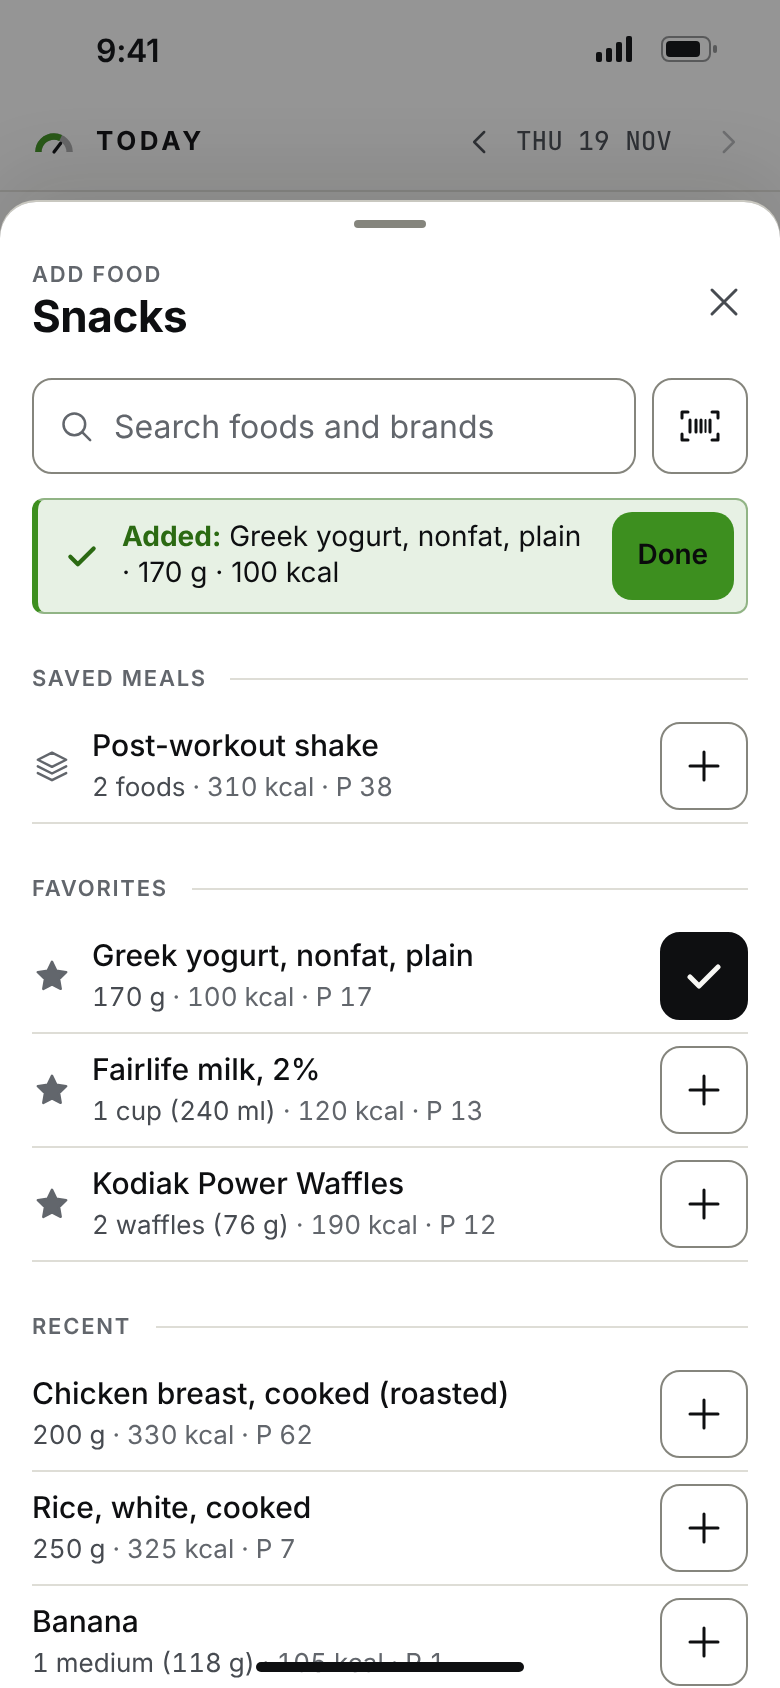 9:41
TODAY
THU 19 NOV
ADD FOOD
Snacks
Search foods and brands
Added: Greek yogurt, nonfat, plain
· 170 g · 100 kcal
Done
SAVED MEALS
Post-workout shake
2 foods · 310 kcal · P 38
FAVORITES
Greek yogurt, nonfat, plain
170 g · 100 kcal · P 17
Fairlife milk, 2%
1 cup (240 ml) · 120 kcal · P 13
Kodiak Power Waffles
2 waffles (76 g) · 190 kcal · P 12
RECENT
Chicken breast, cooked (roasted)
200 g · 330 kcal · P 62
Rice, white, cooked
250 g · 325 kcal · P 7
Banana
1 medium (118 g) · 105 kcal · P 1